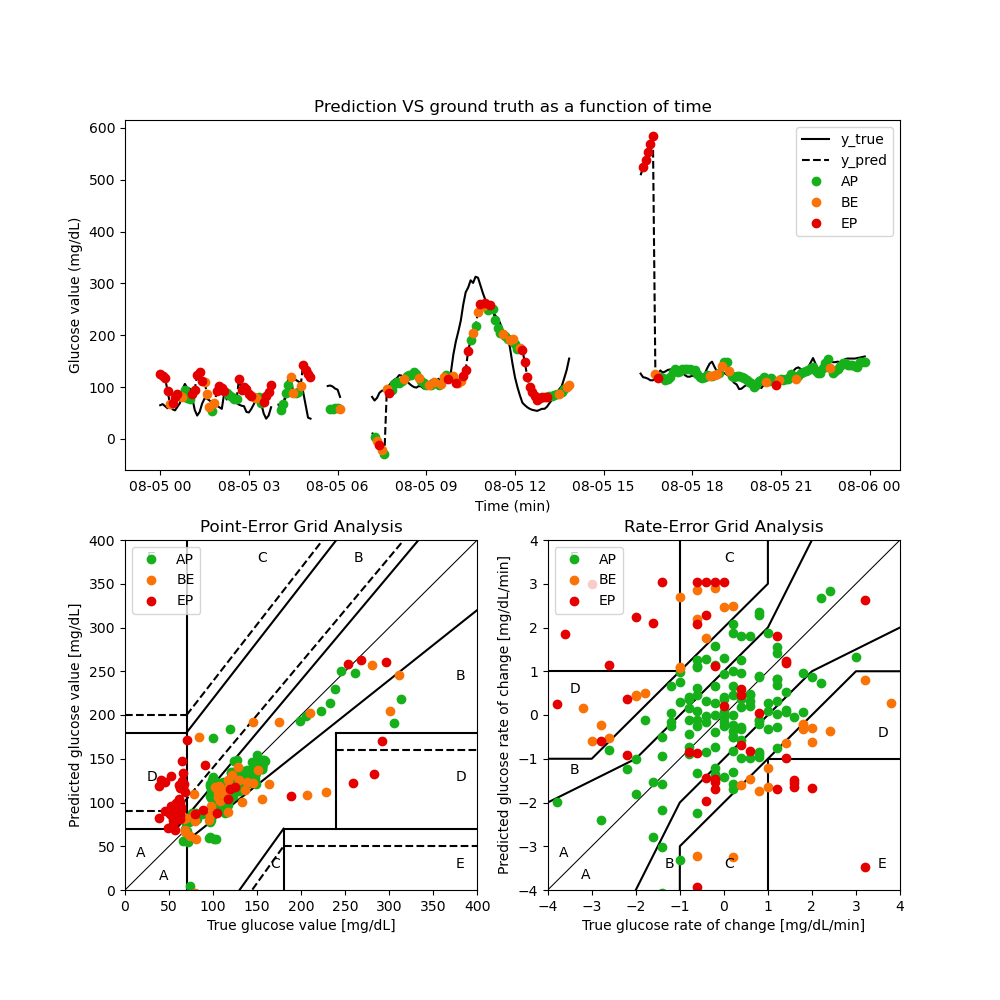 Prediction VS ground truth as a function of time
Glucose value (mg/dL)
600
500
400
300
200
100
0
y_true
y_pred
AP
BE
EP
08-05 00
08-05 03
08-05 06
08-05 09
08-05 12
08-05 15
08-05 18
08-05 21
08-06 00
Time (min)
Point-Error Grid Analysis
Predicted glucose value [mg/dL]
400
350
300
250
200
150
100
50
0
AP
BE
EP
C
B
B
D
D
A
A
C
E
0
50
100
150
200
250
300
350
400
True glucose value [mg/dL]
Rate-Error Grid Analysis
Predicted glucose rate of change [mg/dL/min]
4
3
2
1
0
−1
−2
−3
−4
AP
BE
EP
C
D
D
B
A
A
B
C
E
−4
−3
−2
−1
0
1
2
3
4
True glucose rate of change [mg/dL/min]